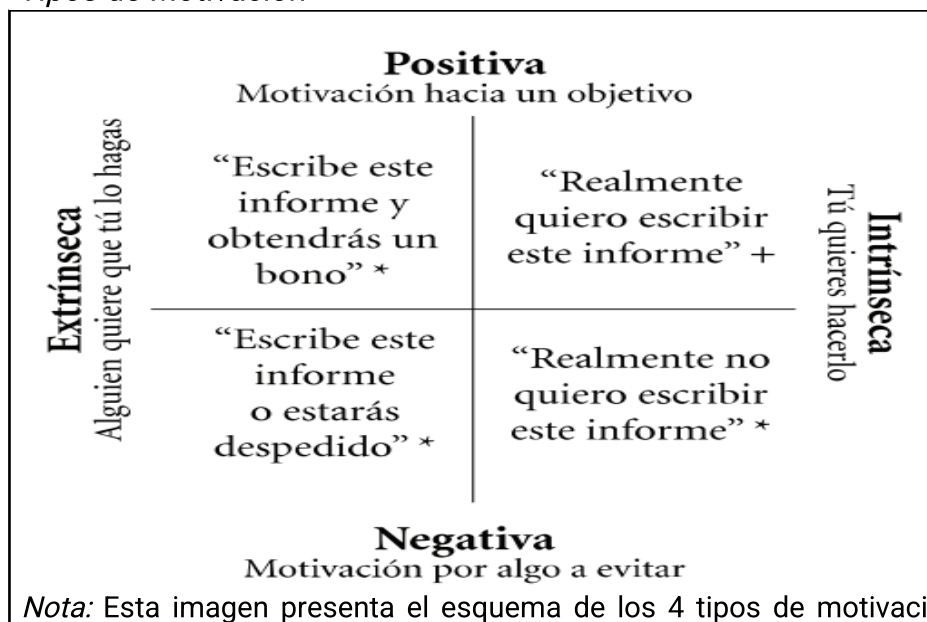 Tipos de motivación
Positiva
Motivación hacia un objetivo
Extrínseca
Alguien quiere que tú lo hagas
“Escribe este
informe y
obtendrás un
bono” *
“Realmente
quiero escribir
este informe” +
Intrínseca
Tú quieres hacerlo
“Escribe este
informe
o estarás
despedido” *
“Realmente no
quiero escribir
este informe” *
Negativa
Motivación por algo a evitar
Nota: Esta imagen presenta el esquema de los 4 tipos de motivaci